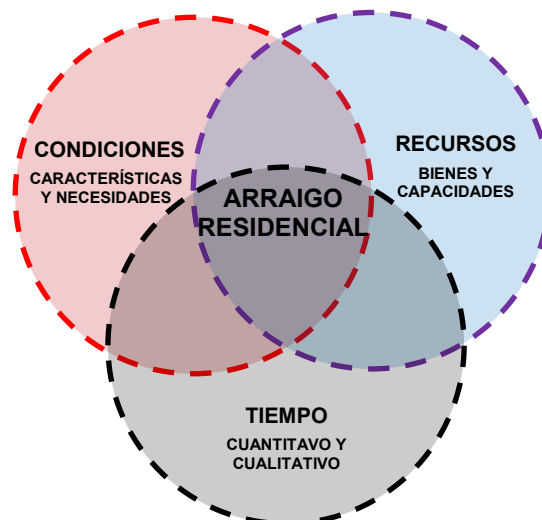 CONDICIONES
CARACTERÍSTICAS
Y NECESIDADES
RECURSOS
BIENES Y
CAPACIDADES
ARRAIGO
RESIDENCIAL
TIEMPO
CUANTITAVO Y
CUALITATIVO